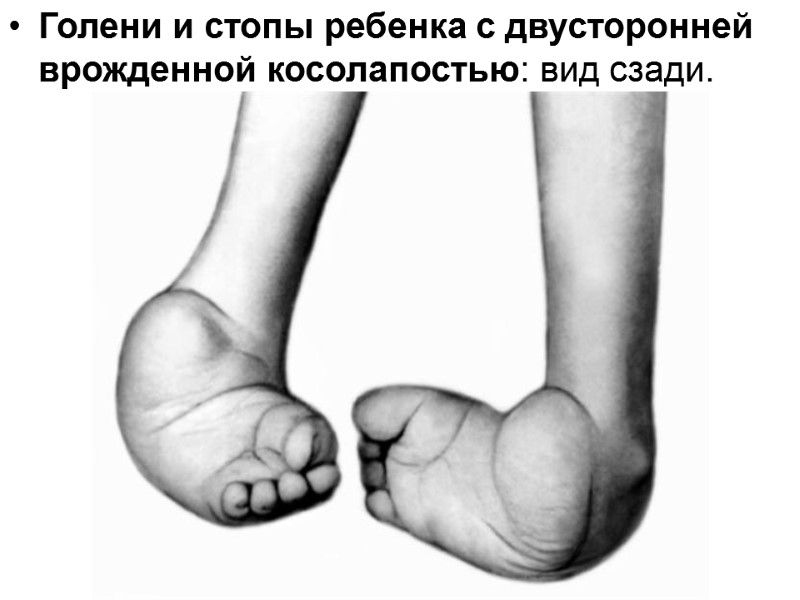 • Голени и стопы ребенка с двусторонней
врожденной косолапостью: вид сзади.